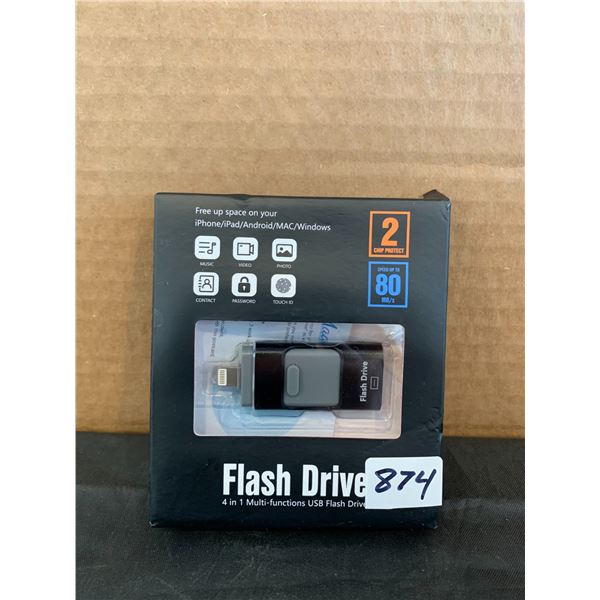 Free up space on your
iPhone/iPad/Android/MAC/Windows
2
CHIP PROTECT
MUSIC
VIDEO
PHOTO
SPEED UP TO
80
MB/s
CONTACT
PASSWORD
TOUCH ID
Flash Drive
Flash Drive
874
4 in 1 Multi-functions USB Flash Drive